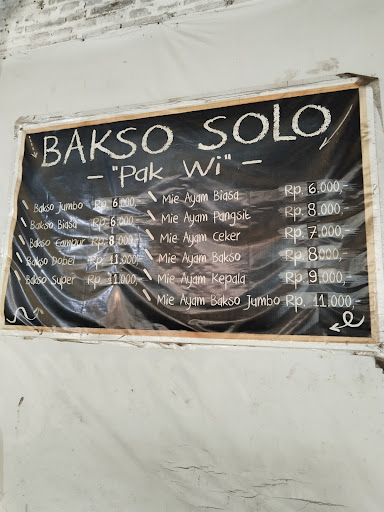 BAKSO SOLO
- "Pak Wi" -
Bakso Jumbo Rp. 6.000,-
Bakso Biasa Rp. 6.000,-
Bakso Campur Rp. 8.000,-
Bakso Dobel Rp. 11.000,-
Bakso Super Rp. 11.000,-
Mie Ayam Biasa Rp. 6.000,-
Mie Ayam Pangsit Rp. 8.000,-
Mie Ayam Ceker Rp. 7.000,-
Mie Ayam Bakso Rp. 8.000,-
Mie Ayam Kepala Rp. 9.000,-
Mie Ayam Bakso Jumbo Rp. 11.000,-